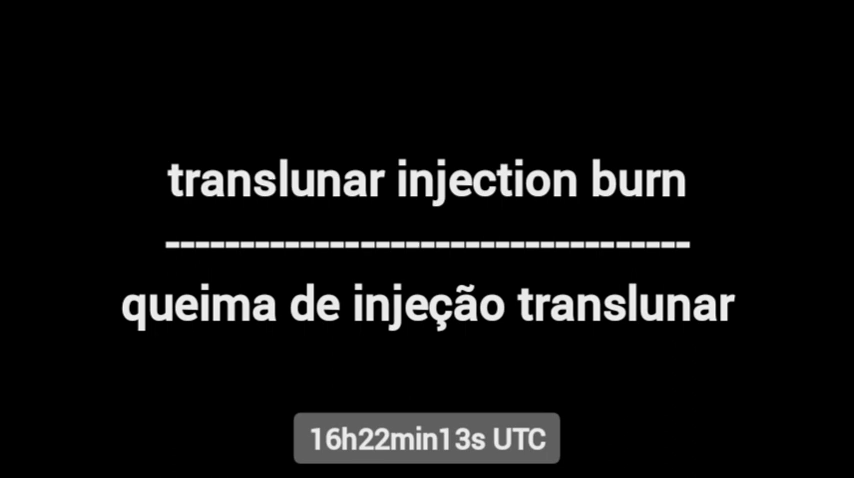 translunar injection burn
-----------------------------------
queima de injeção translunar
16h22min13s UTC